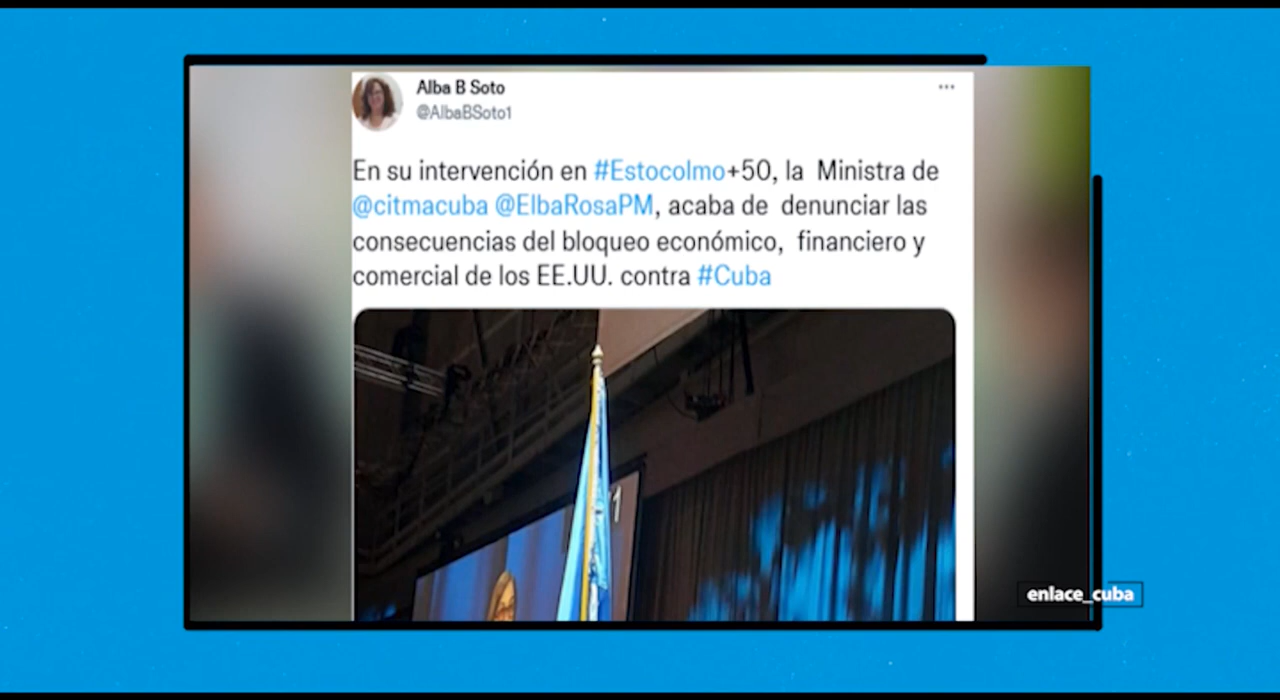 Alba B Soto
@AlbaBSoto1
En su intervención en #Estocolmo+50, la Ministra de
@citmacuba @ElbaRosaPM, acaba de denunciar las
consecuencias del bloqueo económico, financiero y
comercial de los EE.UU. contra #Cuba
1
enlace_cuba